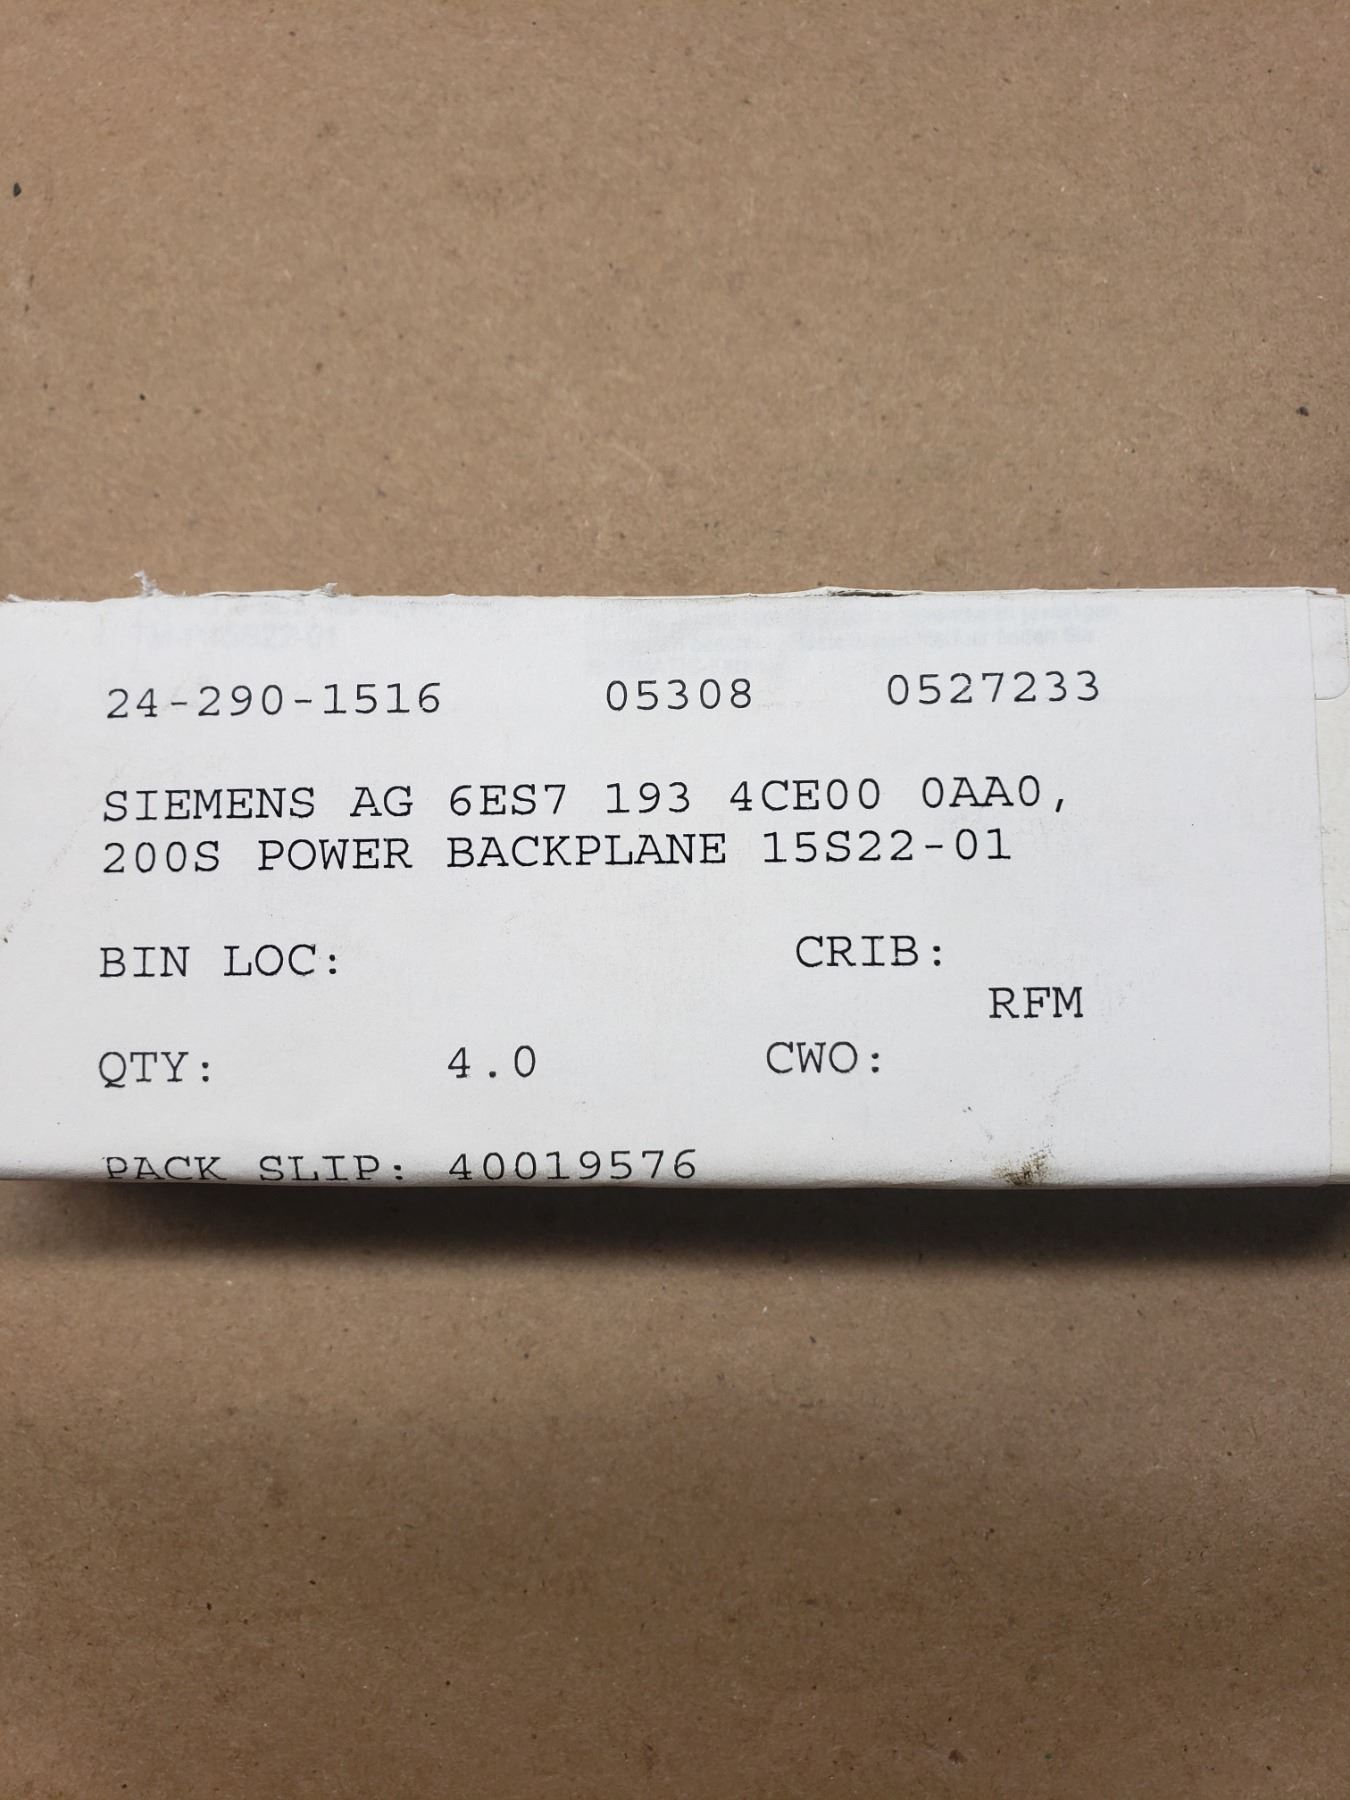 24-290-1516 05308 0527233
SIEMENS AG 6ES7 193 4CE00 0AA0,
200S POWER BACKPLANE 15S22-01
BIN LOC: CRIB:
RFM
QTY: 4.0 CWO:
PACK SLIP: 40019576